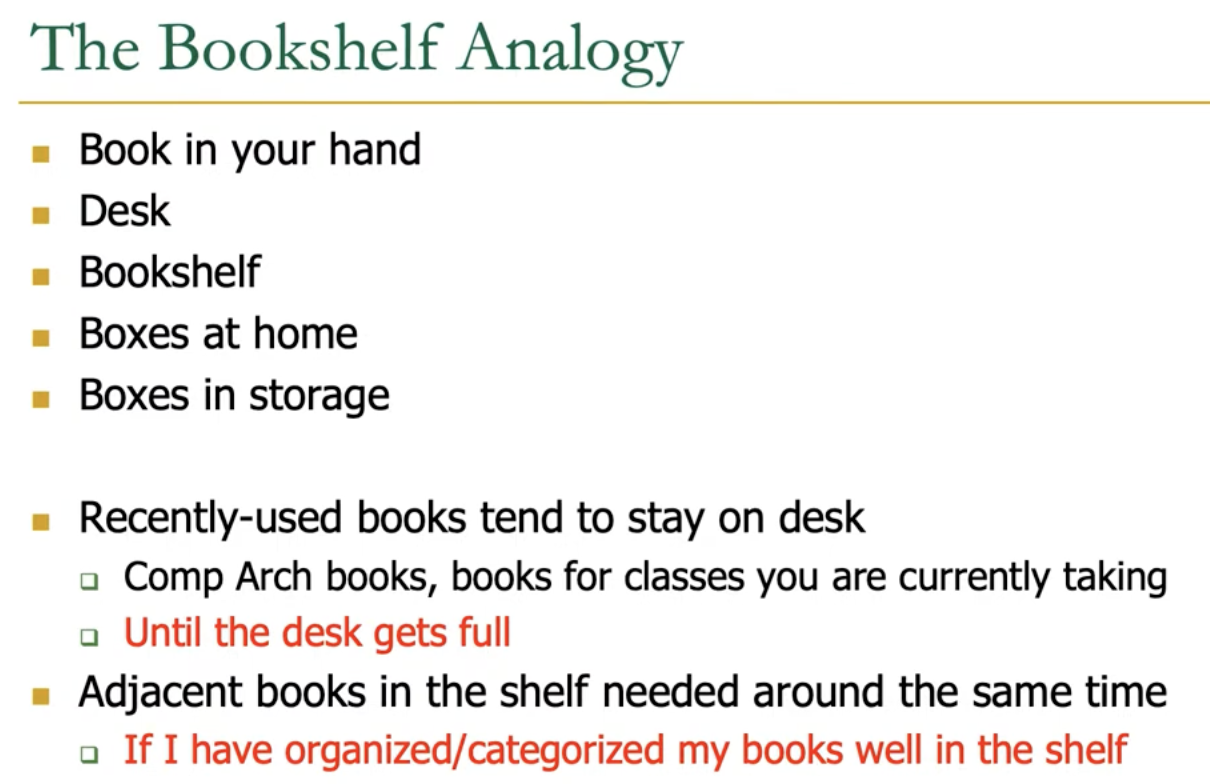 The Bookshelf Analogy
Book in your hand
Desk
Bookshelf
Boxes at home
Boxes in storage
Recently-used books tend to stay on desk
Comp Arch books, books for classes you are currently taking
Until the desk gets full
Adjacent books in the shelf needed around the same time
If I have organized/categorized my books well in the shelf